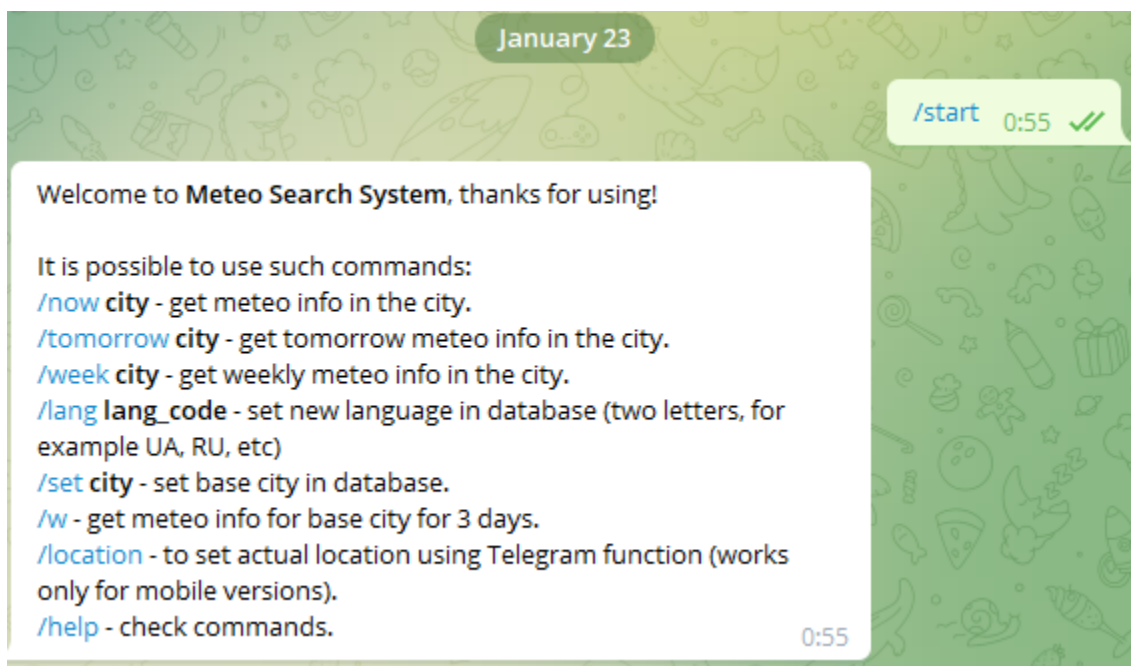 January 23
/start 0:55
Welcome to Meteo Search System, thanks for using!
It is possible to use such commands:
/now city - get meteo info in the city.
/tomorrow city - get tomorrow meteo info in the city.
/week city - get weekly meteo info in the city.
/lang lang_code - set new language in database (two letters, for
example UA, RU, etc)
/set city - set base city in database.
/w - get meteo info for base city for 3 days.
/location - to set actual location using Telegram function (works
only for mobile versions).
/help - check commands.
0:55